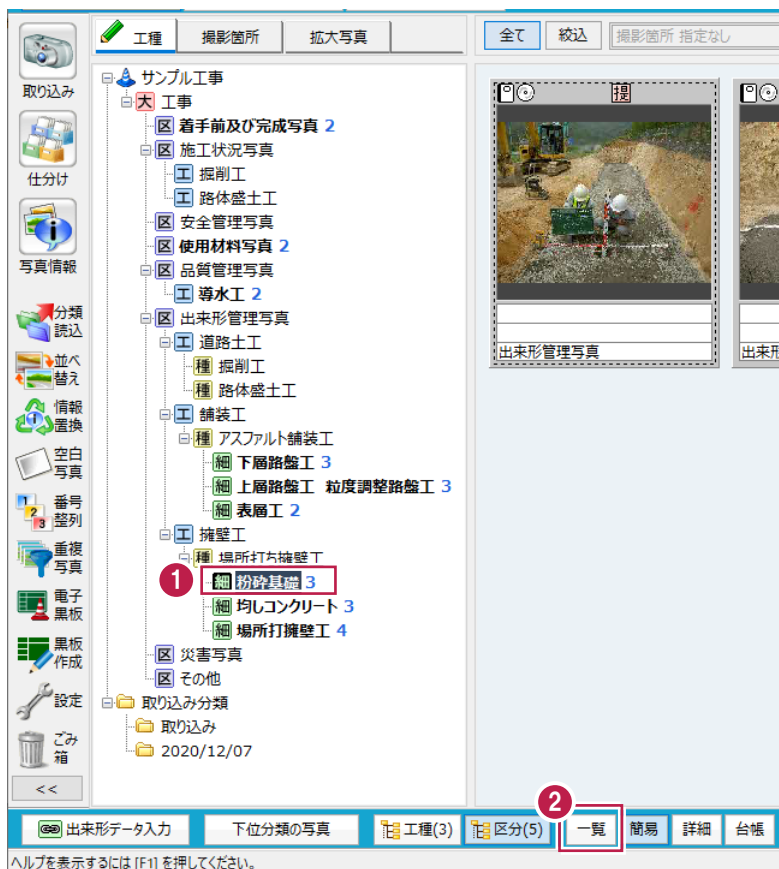 工種 撮影箇所 拡大写真 全て 絞込 撮影箇所 指定なし
取り込み
仕分け
写真情報
分類
読込
並べ
替え
情報
置換
空白
写真
番号
整列
重複
写真
電子
黒板
黒板
作成
設定
ごみ
箱
<<
サンプル工事
大 工事
区 着手前及び完成写真 2
区 施工状況写真
工 掘削工
工 路体盛土工
区 安全管理写真
区 使用材料写真 2
区 品質管理写真
工 導水工 2
区 出来形管理写真
工 道路土工
種 掘削工
種 路体盛土工
工 舗装工
種 アスファルト舗装工
細 下層路盤工 3
細 上層路盤工 粒度調整路盤工 3
細 表層工 2
工 擁壁工
種 場所打ち擁壁工
1 細 粉砕基礎 3
細 均しコンクリート 3
細 場所打擁壁工 4
区 災害写真
区 その他
取り込み分類
取り込み
2020/12/07
提
出来形管理写真
出来形
2
出来形データ入力 下位分類の写真 工種(3) 区分(5) 一覧 簡易 詳細 台帳
ヘルプを表示するには [F1] を押してください。